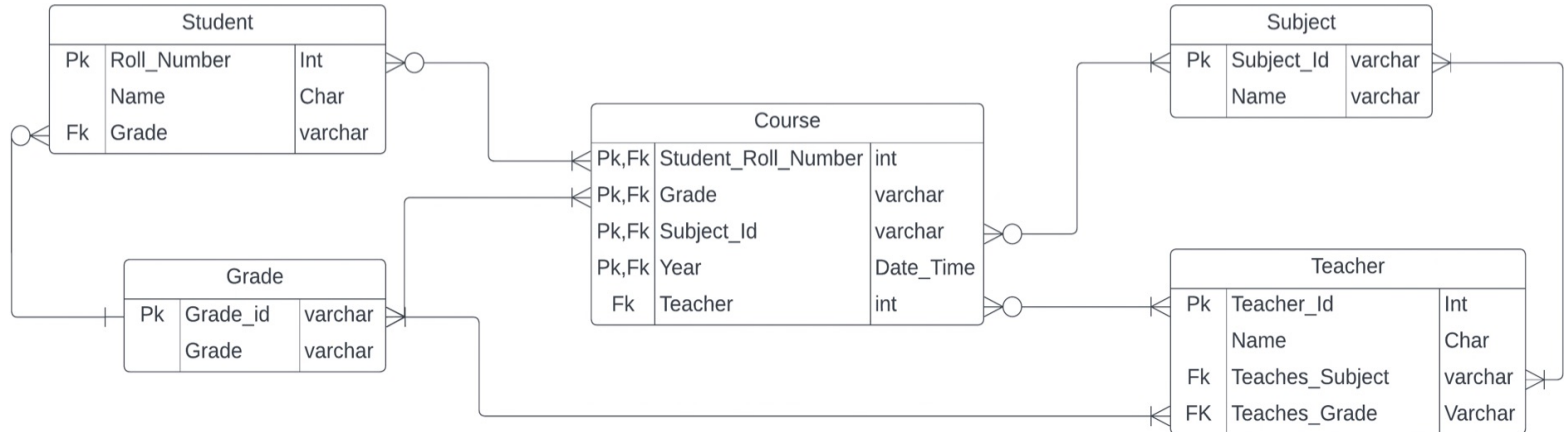 Student
Pk Roll_Number Int
Name Char
Fk Grade varchar
Grade
Pk Grade_id varchar
Grade varchar
Course
Pk,Fk Student_Roll_Number int
Pk,Fk Grade varchar
Pk,Fk Subject_Id varchar
Pk,Fk Year Date_Time
Fk Teacher int
Subject
Pk Subject_Id varchar
Name varchar
Teacher
Pk Teacher_Id Int
Name Char
Fk Teaches_Subject varchar
FK Teaches_Grade Varchar